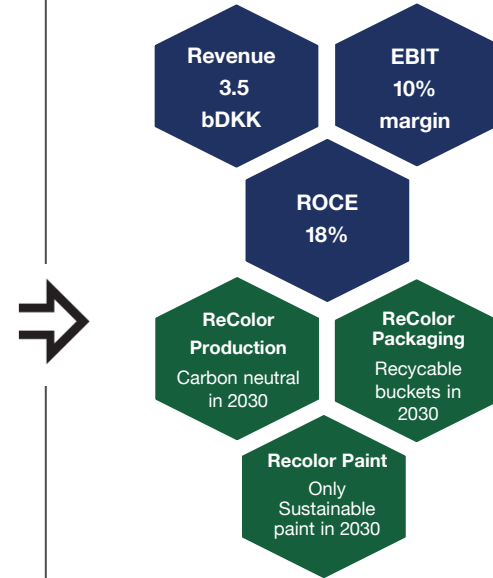 Revenue
3.5
bDKK
EBIT
10%
margin
ROCE
18%
ReColor
Production
Carbon neutral
in 2030
ReColor
Packaging
Recycable
buckets in
2030
Recolor Paint
Only
Sustainable
paint in 2030